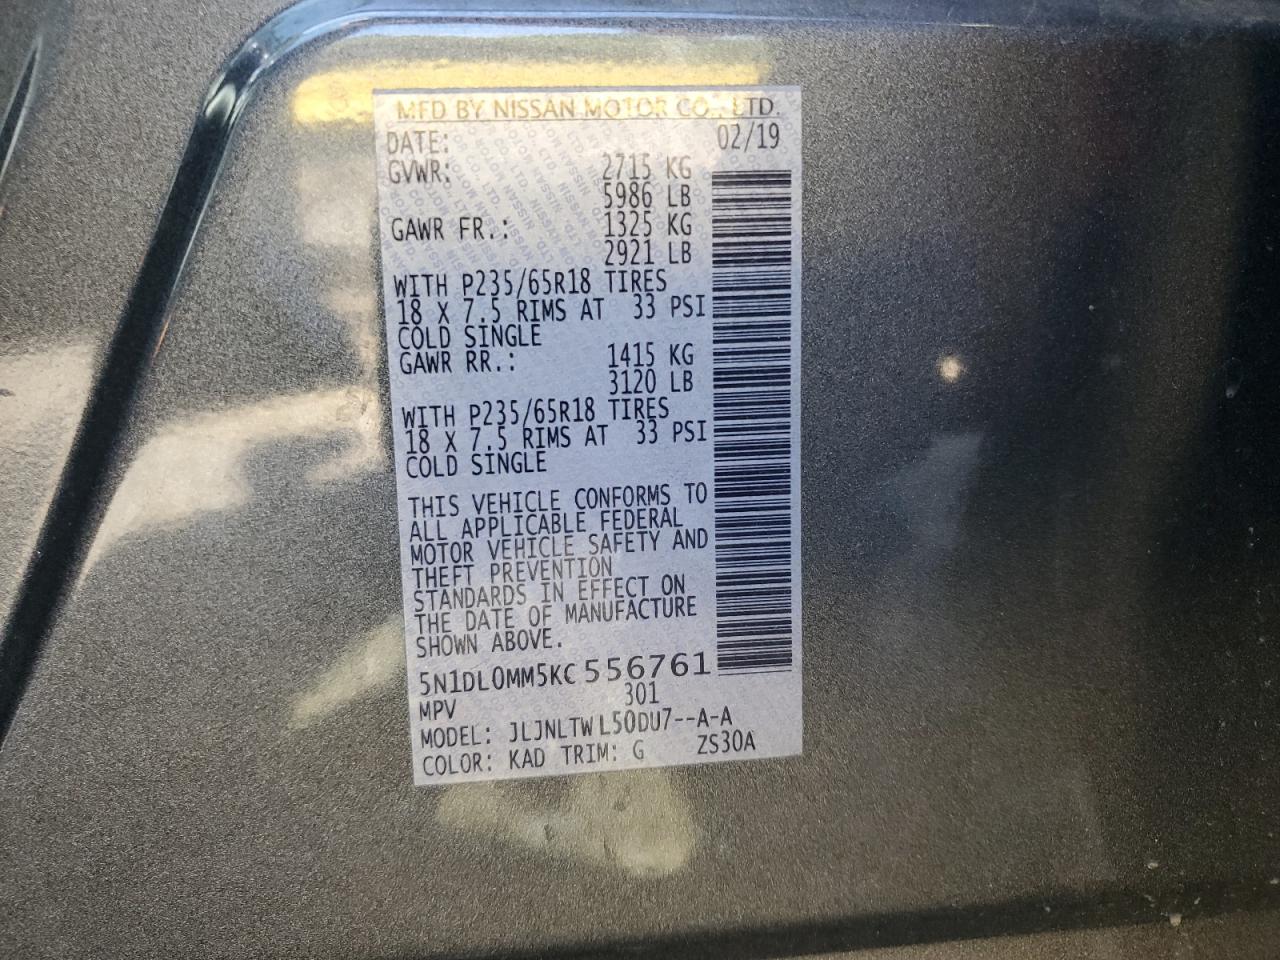 MFD BY NISSAN MOTOR CO., LTD.
DATE: 02/19
GVWR: 2715 KG
5986 LB
GAWR FR.: 1325 KG
2921 LB
WITH P235/65R18 TIRES
18 X 7.5 RIMS AT 33 PSI
COLD SINGLE
GAWR RR.: 1415 KG
3120 LB
WITH P235/65R18 TIRES
18 X 7.5 RIMS AT 33 PSI
COLD SINGLE
THIS VEHICLE CONFORMS TO
ALL APPLICABLE FEDERAL
MOTOR VEHICLE SAFETY AND
THEFT PREVENTION
STANDARDS IN EFFECT ON
THE DATE OF MANUFACTURE
SHOWN ABOVE.
5N1DL0MM5KC556761
MPV 301
MODEL: JLJNLTWL50DU7--A-A
COLOR: KAD TRIM: G ZS30A